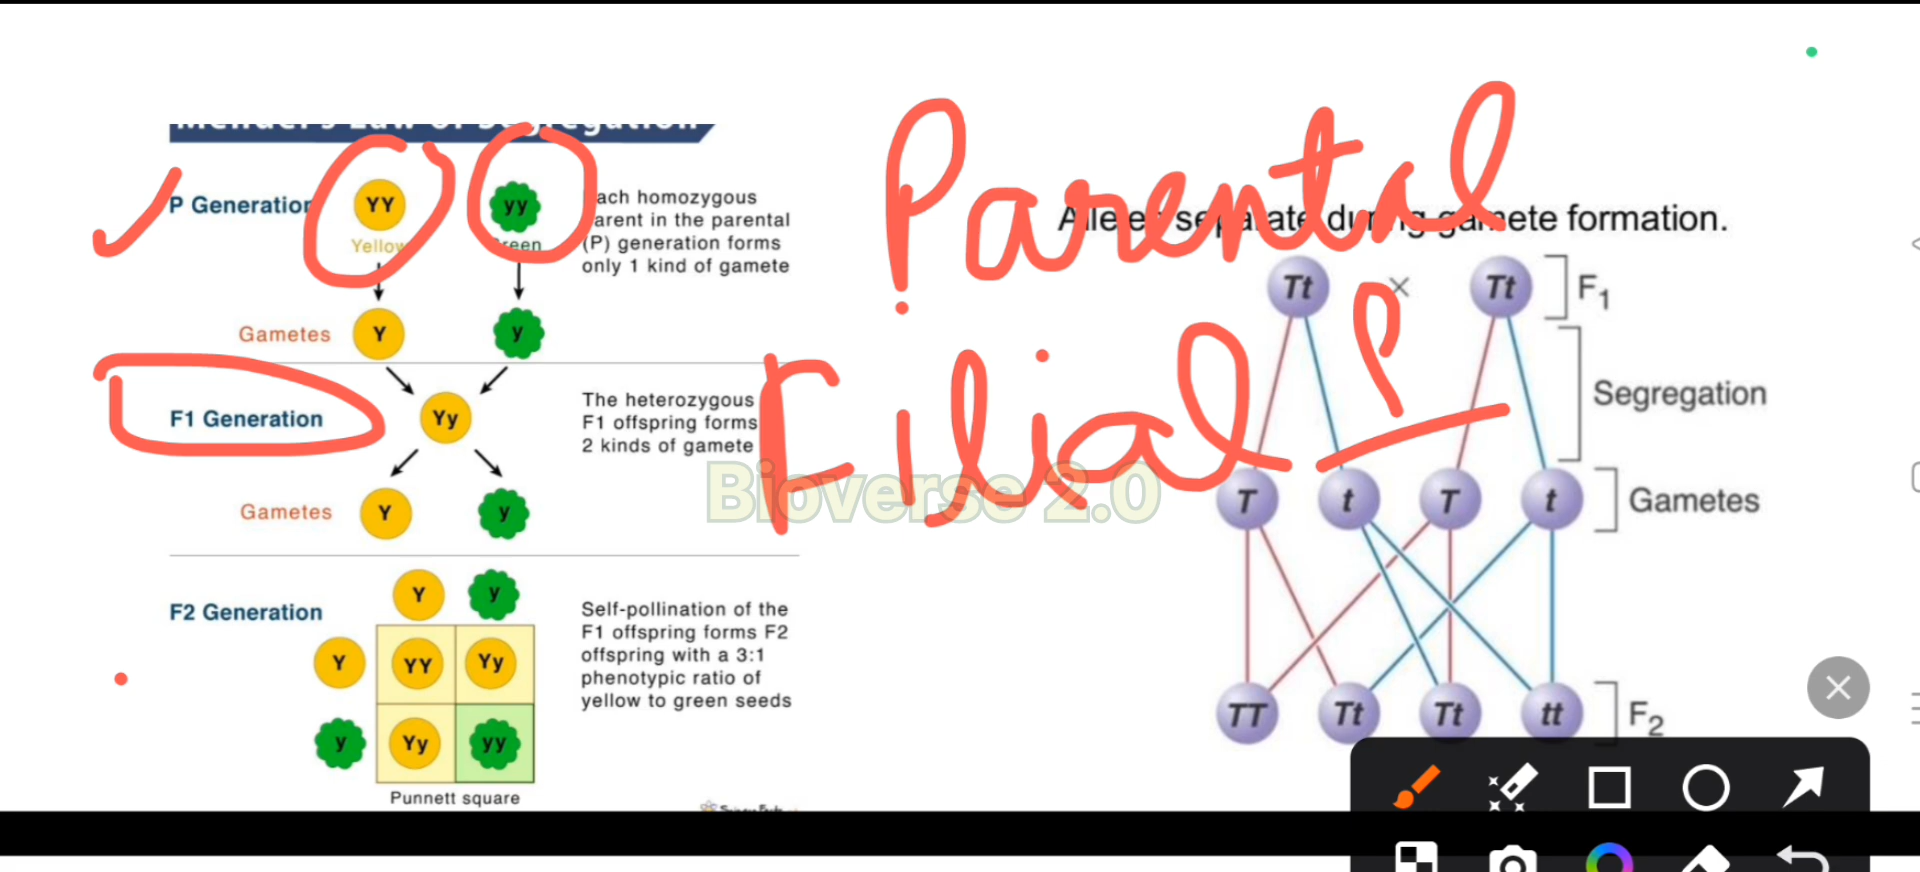 Mendel's Law of Segregation
P Generation
YY
yy
Yellow
Green
Each homozygous
parent in the parental
(P) generation forms
only 1 kind of gamete
Gametes
Y
y
F1 Generation
Yy
The heterozygous
F1 offspring forms
2 kinds of gamete
Gametes
Y
y
F2 Generation
Y
y
Y
YY
Yy
y
Yy
yy
Self-pollination of the
F1 offspring forms F2
offspring with a 3:1
phenotypic ratio of
yellow to green seeds
Punnett square
Parental
Filial P
Bioverse 2.0
Alleles separate during gamete formation.
Tt × Tt F1
Segregation
T t T t Gametes
TT Tt Tt tt F2